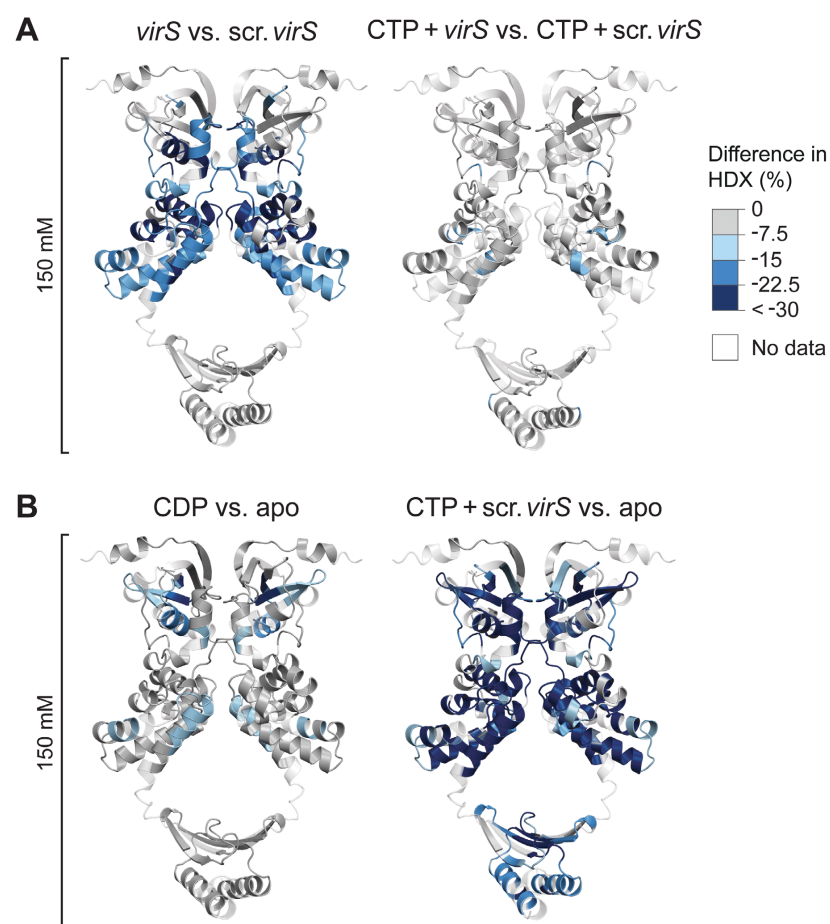 A
virS vs. scr. virS
CTP + virS vs. CTP + scr. virS
150 mM
Difference in
HDX (%)
0
-7.5
-15
-22.5
< -30
No data
B
CDP vs. apo
CTP + scr. virS vs. apo
150 mM